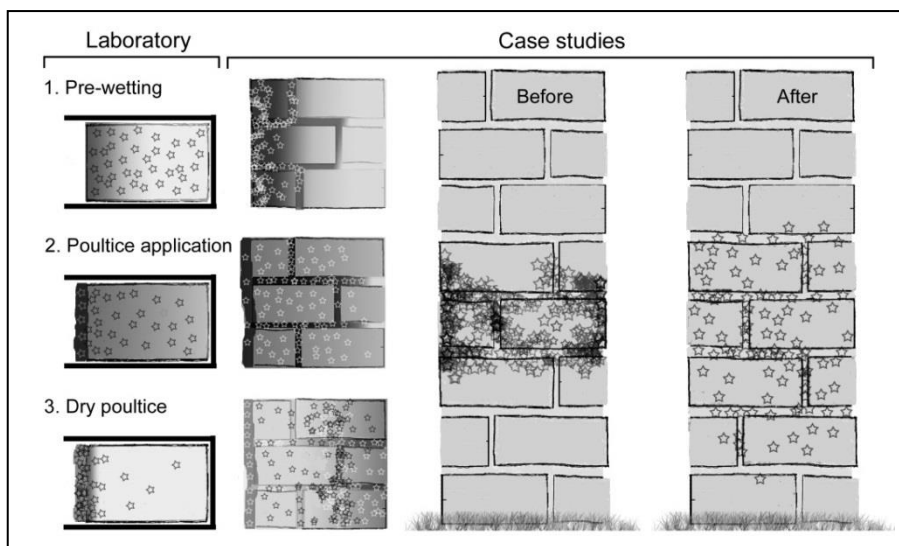 Laboratory
Case studies
1. Pre-wetting
Before
After
2. Poultice application
3. Dry poultice